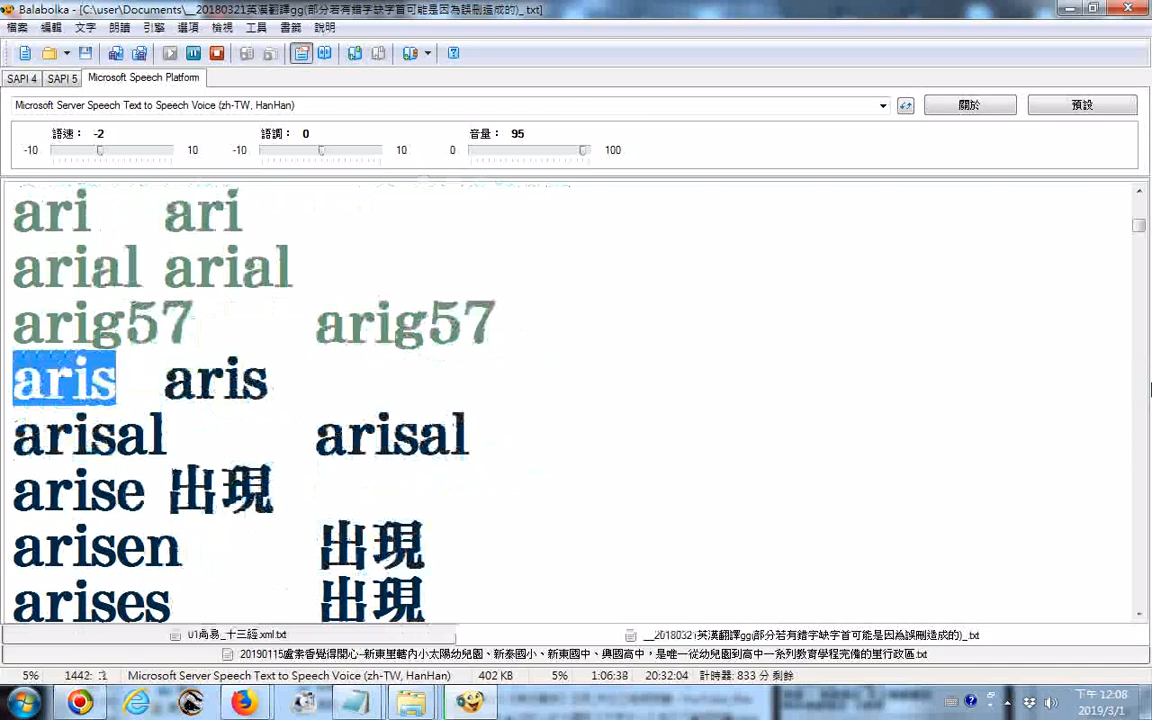 Balabolka - [C:\user\Documents\__20180321英漢翻譯gg(部分若有錯字缺字首可能是因為誤刪造成的)_.txt]
檔案 編輯 文字 朗讀 引擎 選項 檢視 工具 書籤 說明
SAPI 4 SAPI 5 Microsoft Speech Platform
Microsoft Server Speech Text to Speech Voice (zh-TW, HanHan) 關於 預設
語速： -2 語調： 0 音量： 95
-10 10 -10 10 0 100
ari ari
arial arial
arig57 arig57
aris aris
arisal arisal
arise 出現
arisen 出現
arises 出現
01周易_十三經.xml.txt __20180321英漢翻譯gg(部分若有錯字缺字首可能是因為誤刪造成的)_.txt
20190115盧素香覺得開心-新東里轄內小太陽幼兒園、新泰國小、新東國中、興國高中，是唯一從幼兒園到高中一系列教育學程完備的里行政區.txt
5% 1442: 1 Microsoft Server Speech Text to Speech Voice (zh-TW, HanHan) 402 KB 5% 1:06:38 20:32:04 計時器: 833 分 剩餘
下午 12:08
2019/3/1